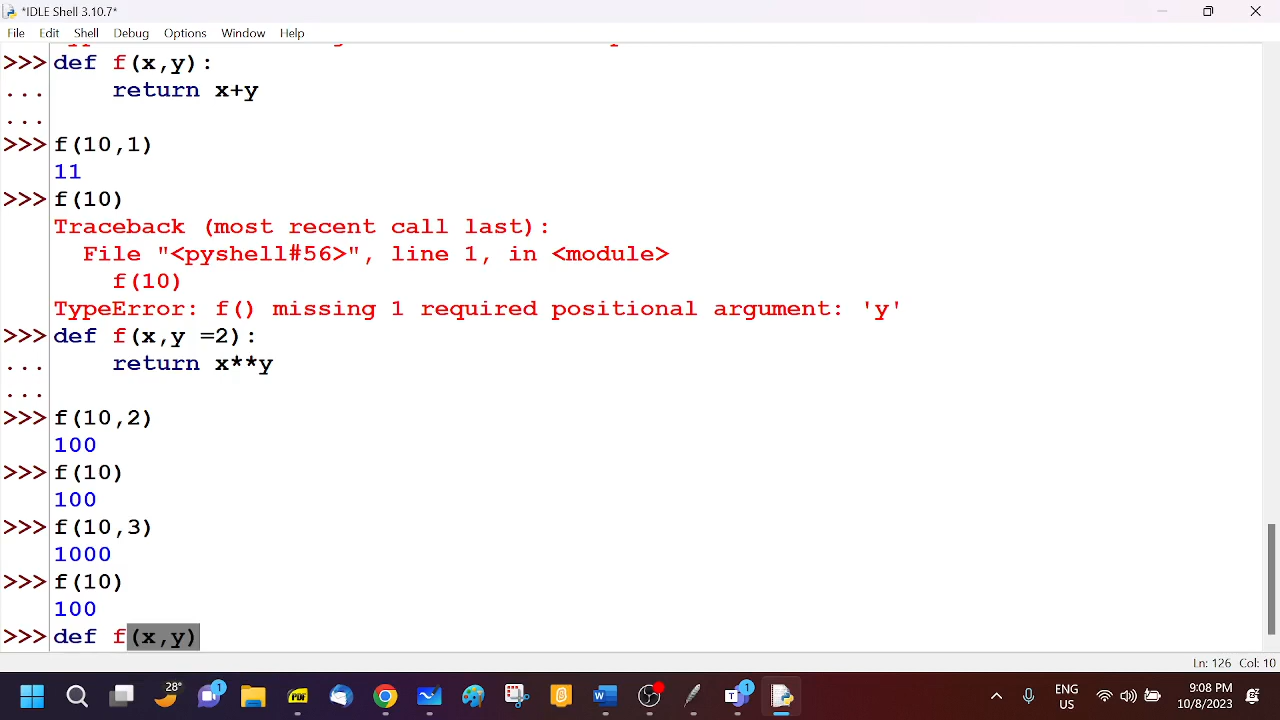 *IDLE Shell 3.10.7*
File Edit Shell Debug Options Window Help
>>> def f(x,y):
... return x+y
...
>>> f(10,1)
11
>>> f(10)
Traceback (most recent call last):
File "<pyshell#56>", line 1, in <module>
f(10)
TypeError: f() missing 1 required positional argument: 'y'
>>> def f(x,y =2):
... return x**y
...
>>> f(10,2)
100
>>> f(10)
100
>>> f(10,3)
1000
>>> f(10)
100
>>> def f(x,y)
Ln: 126 Col: 10
28°
1
PDF
W
T 1
ENG
US
9:08 PM
10/8/2023